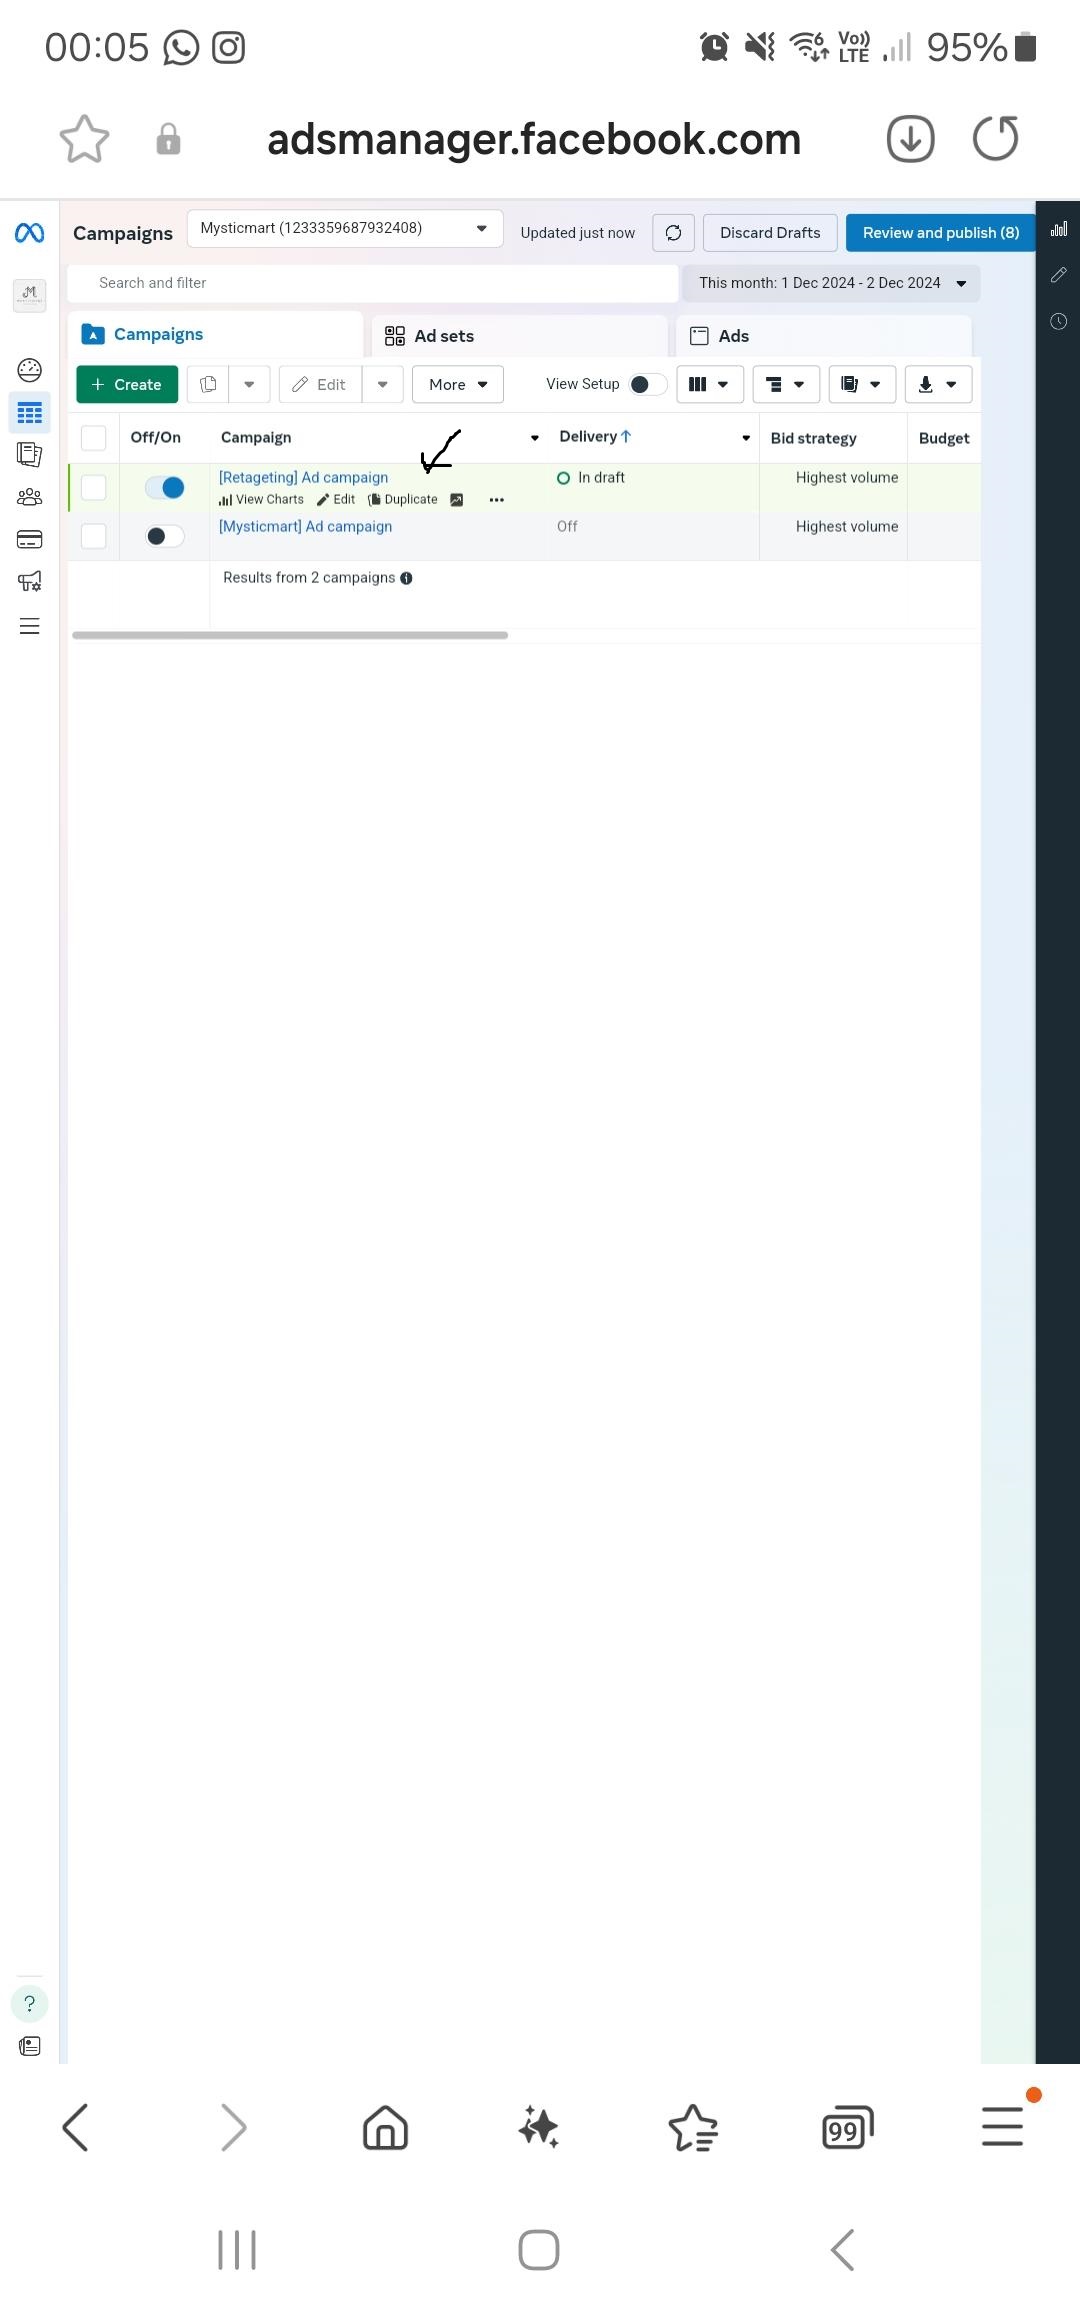 00:05
6
Vo))
LTE
95%
adsmanager.facebook.com
Campaigns
Mysticmart (1233359687932408)
Updated just now
Discard Drafts
Review and publish (8)
Search and filter
This month: 1 Dec 2024 - 2 Dec 2024
Campaigns
Ad sets
Ads
+ Create
Edit
More
View Setup
Off/On
Campaign
Delivery ↑
Bid strategy
Budget
[Retageting] Ad campaign
In draft
Highest volume
View Charts
Edit
Duplicate
...
[Mysticmart] Ad campaign
Off
Highest volume
Results from 2 campaigns
?
99